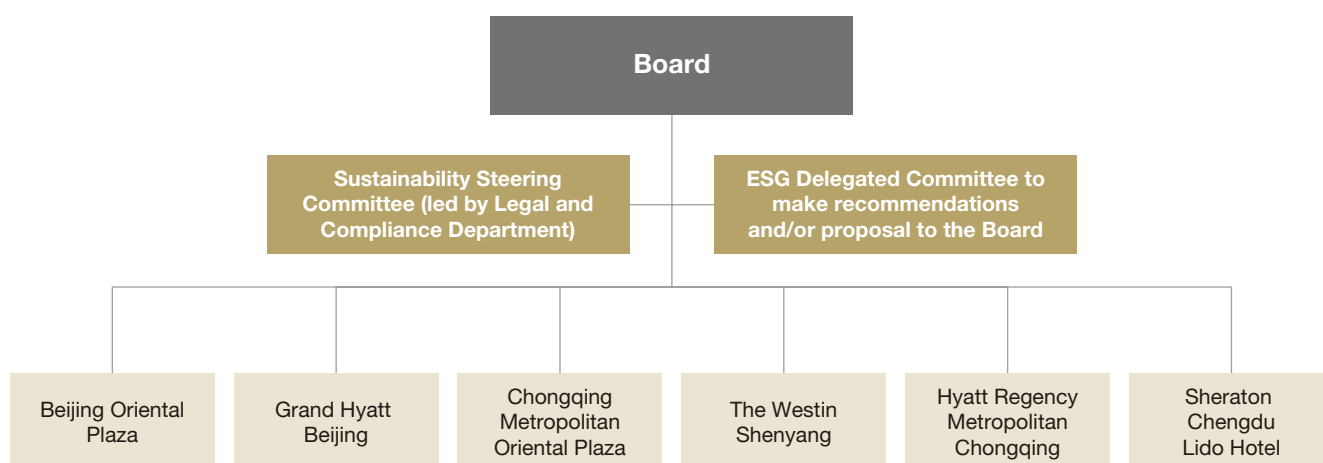 Board
Sustainability Steering
Committee (led by Legal and
Compliance Department)
ESG Delegated Committee to
make recommendations
and/or proposal to the Board
Beijing Oriental
Plaza
Grand Hyatt
Beijing
Chongqing
Metropolitan
Oriental Plaza
The Westin
Shenyang
Hyatt Regency
Metropolitan
Chongqing
Sheraton
Chengdu
Lido Hotel